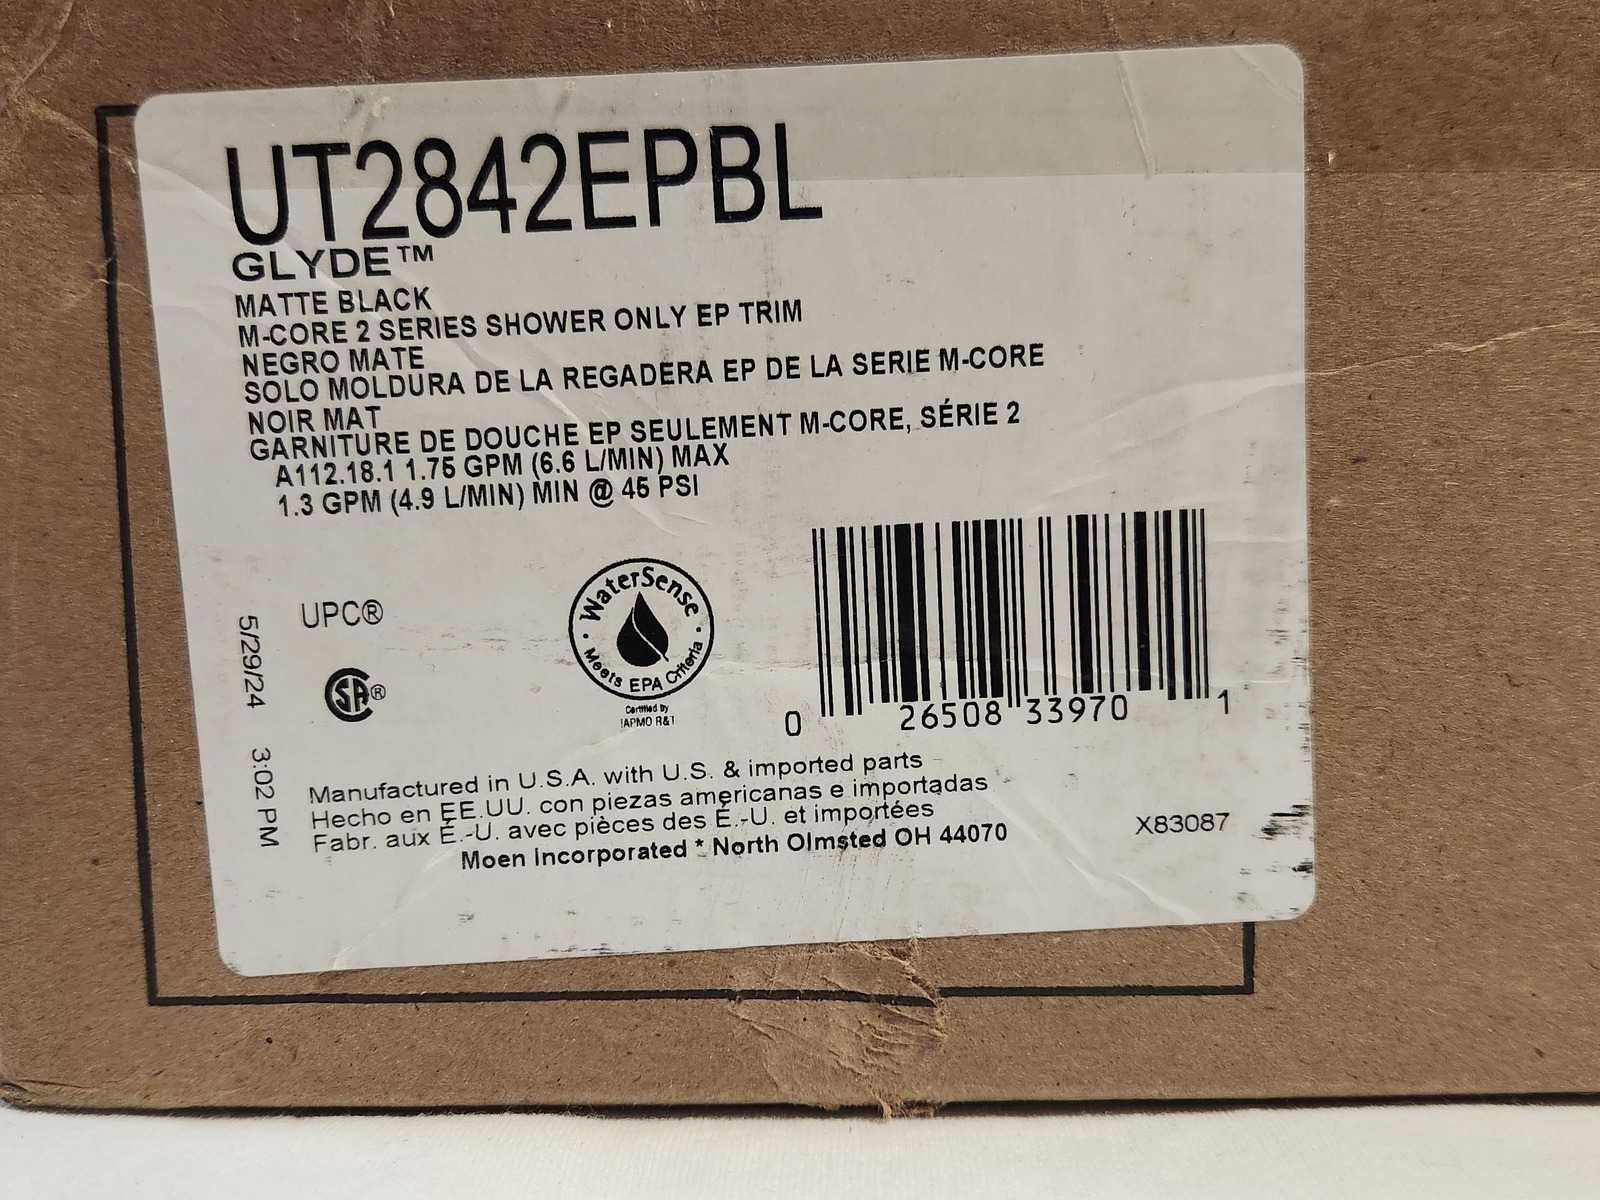 UT2842EPBL
GLYDE™
MATTE BLACK
M-CORE 2 SERIES SHOWER ONLY EP TRIM
NEGRO MATE
SOLO MOLDURA DE LA REGADERA EP DE LA SERIE M-CORE
NOIR MAT
GARNITURE DE DOUCHE EP SEULEMENT M-CORE, SÉRIE 2
A112.18.1 1.75 GPM (6.6 L/MIN) MAX
1.3 GPM (4.9 L/MIN) MIN @ 45 PSI
5/29/24 3:02 PM
UPC®
SA®
WaterSense
Meets EPA Criteria
Certified by
IAPMO R&T
0 26508 33970 1
Manufactured in U.S.A. with U.S. & imported parts
Hecho en EE.UU. con piezas americanas e importadas
Fabr. aux É.-U. avec pièces des É.-U. et importées
Moen Incorporated * North Olmsted OH 44070
X83087